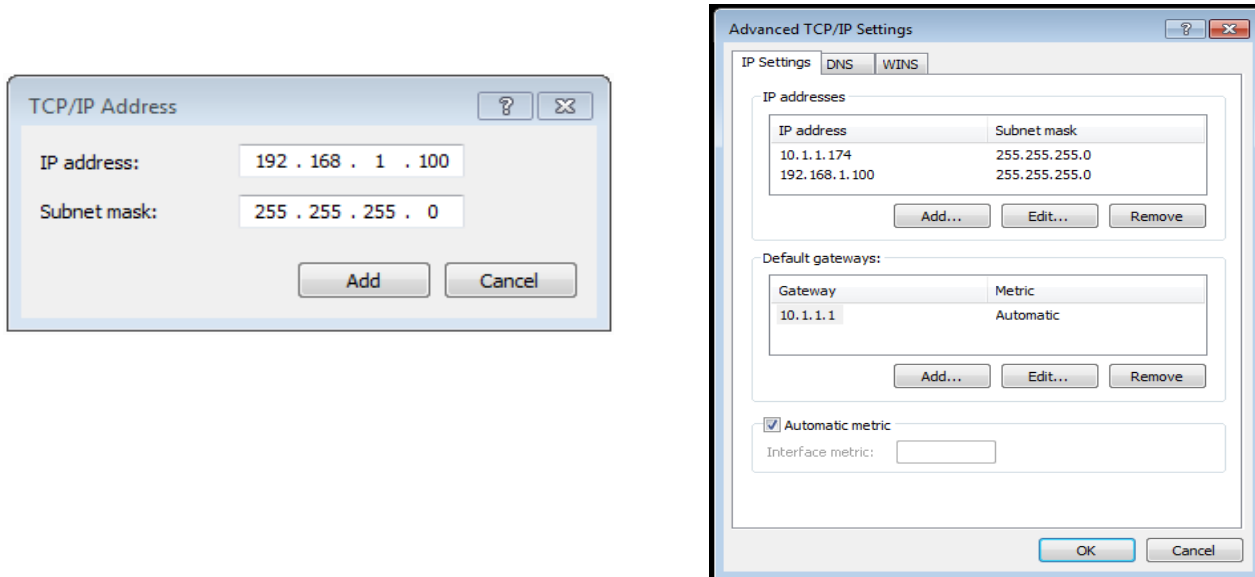 TCP/IP Address
IP address: 192 . 168 . 1 . 100
Subnet mask: 255 . 255 . 255 . 0
Add Cancel
Advanced TCP/IP Settings
IP Settings DNS WINS
IP addresses
IP address Subnet mask
10.1.1.174 255.255.255.0
192.168.1.100 255.255.255.0
Add... Edit... Remove
Default gateways:
Gateway Metric
10.1.1.1 Automatic
Add... Edit... Remove
Automatic metric
Interface metric:
OK Cancel